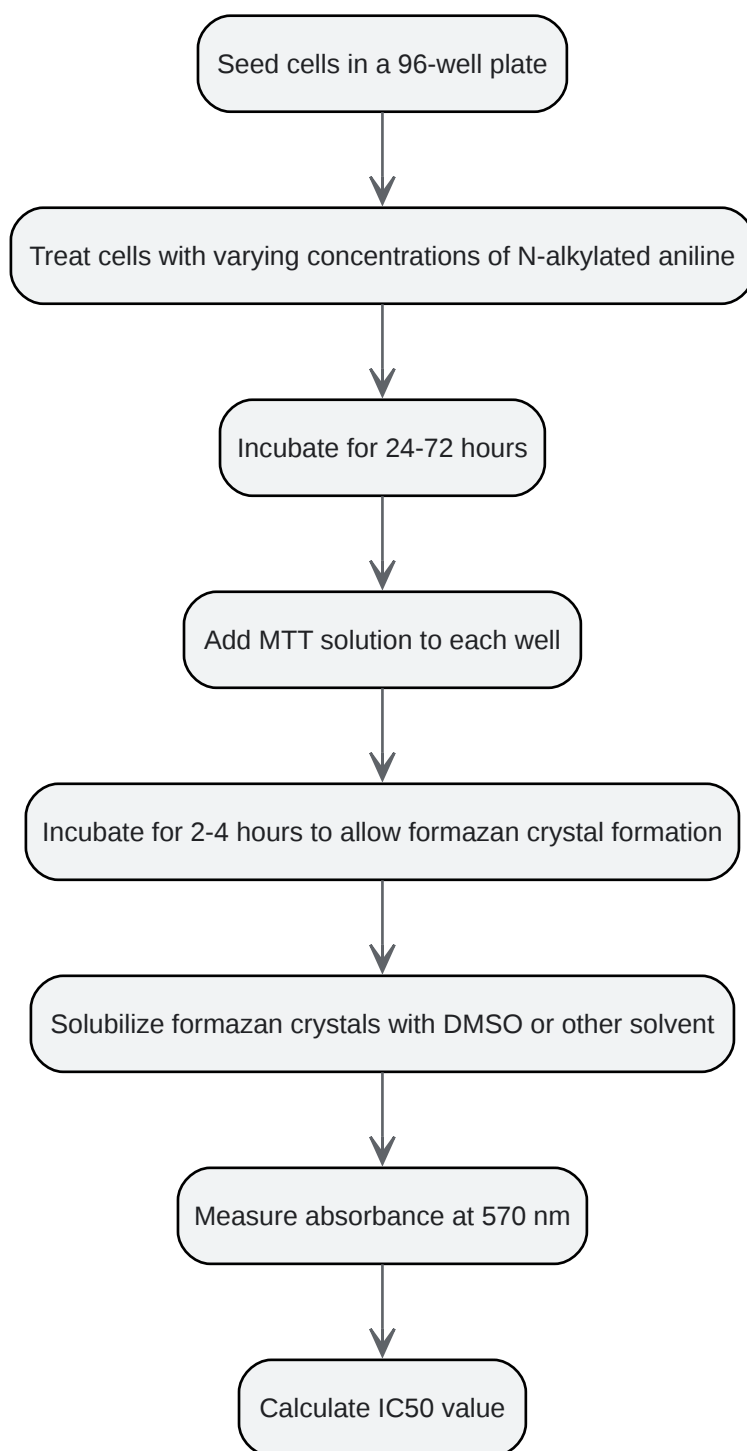 Seed cells in a 96-well plate
Treat cells with varying concentrations of N-alkylated aniline
Incubate for 24-72 hours
Add MTT solution to each well
Incubate for 2-4 hours to allow formazan crystal formation
Solubilize formazan crystals with DMSO or other solvent
Measure absorbance at 570 nm
Calculate IC50 value